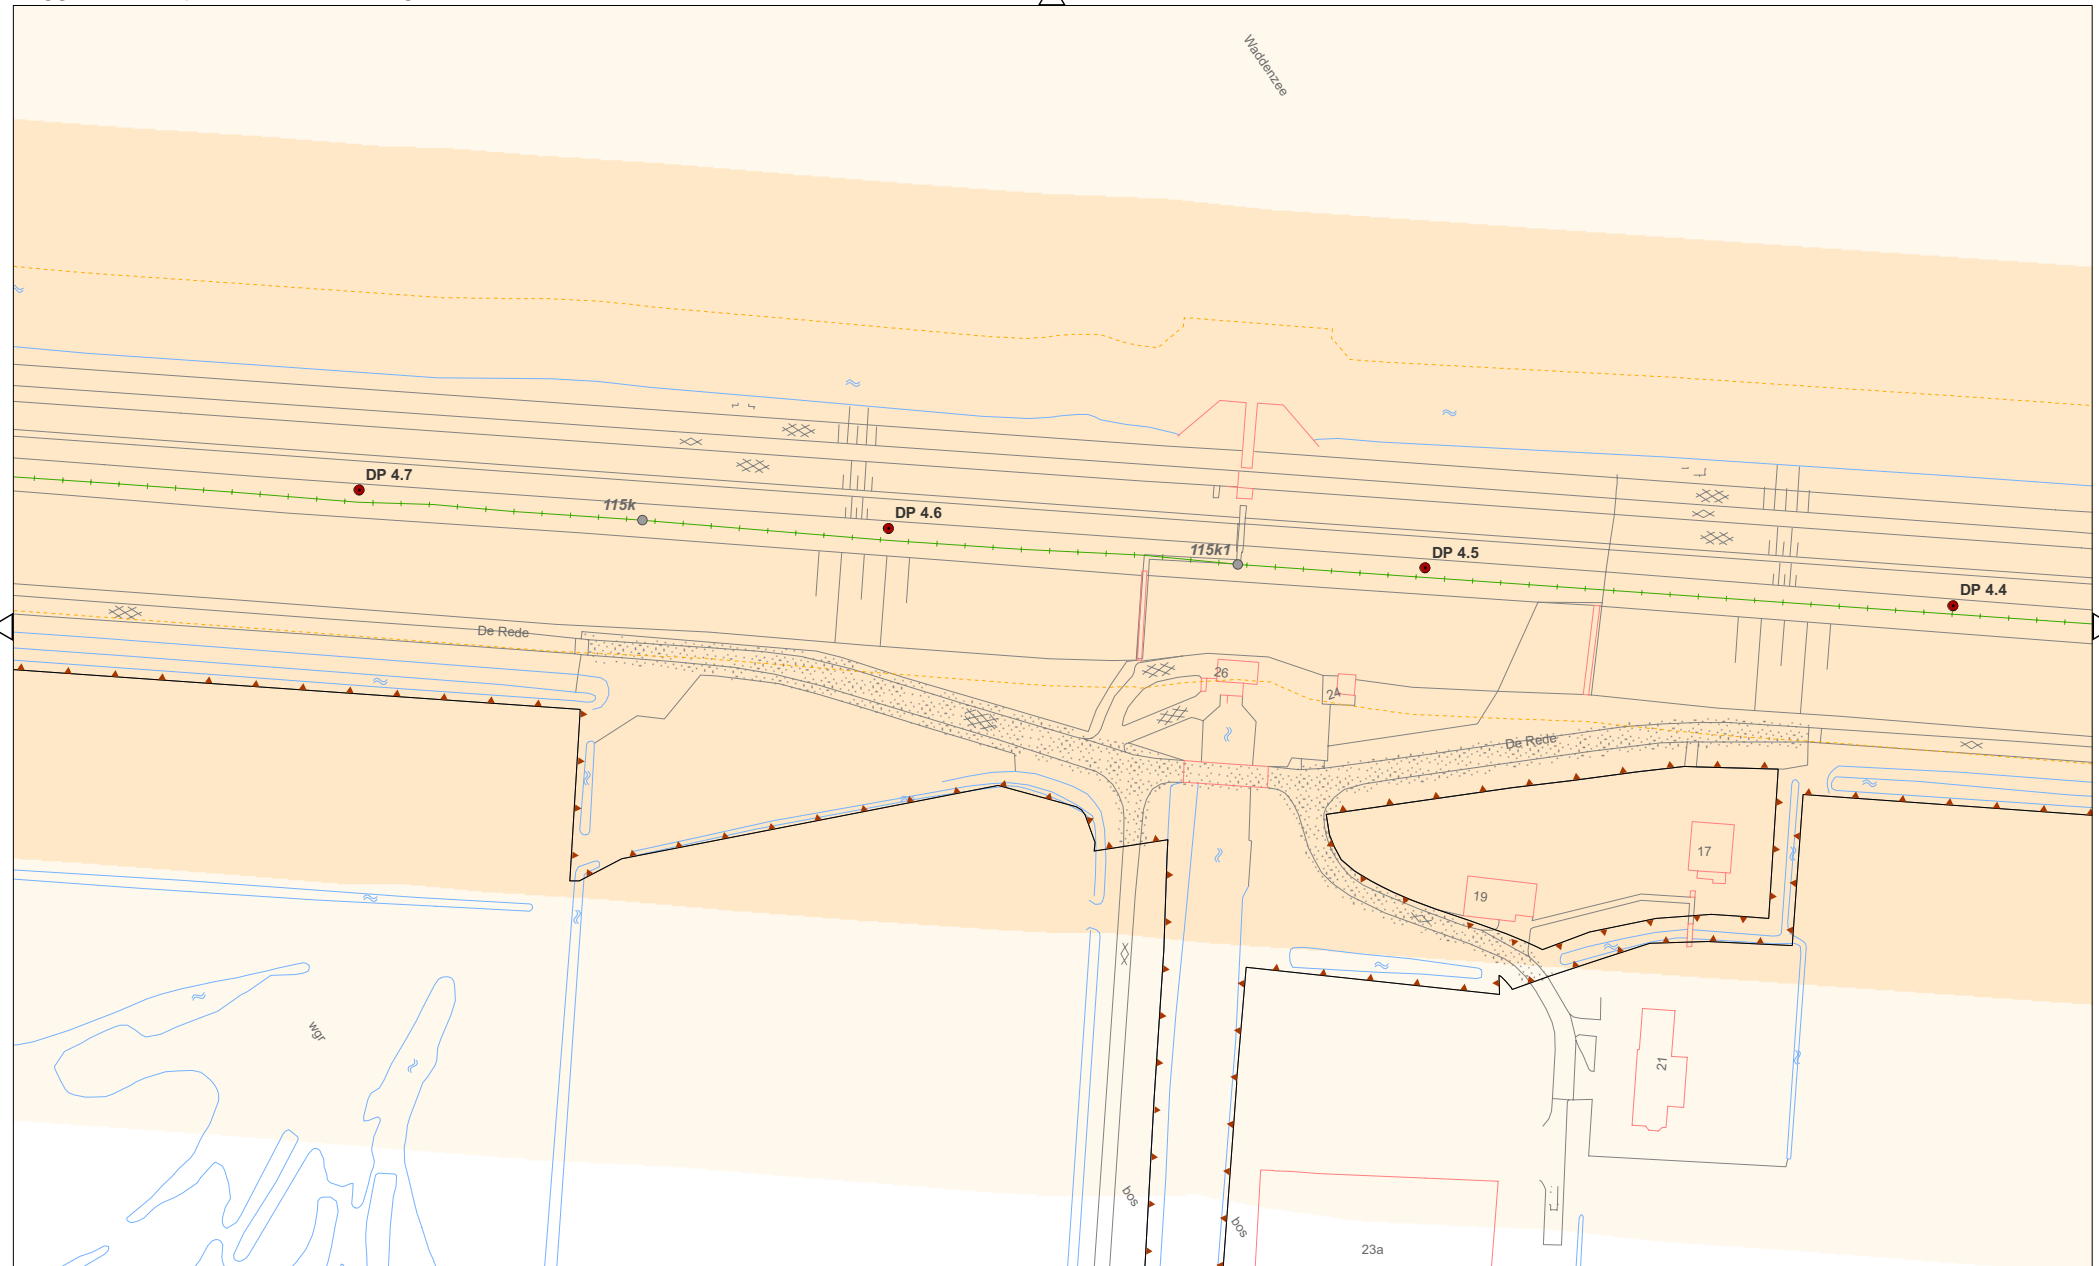 Waddenzee
DP 4.7
115k
DP 4.6
115k1
DP 4.5
DP 4.4
De Rede
26
24
De Rede
17
19
wgr
21
bos
bos
23a